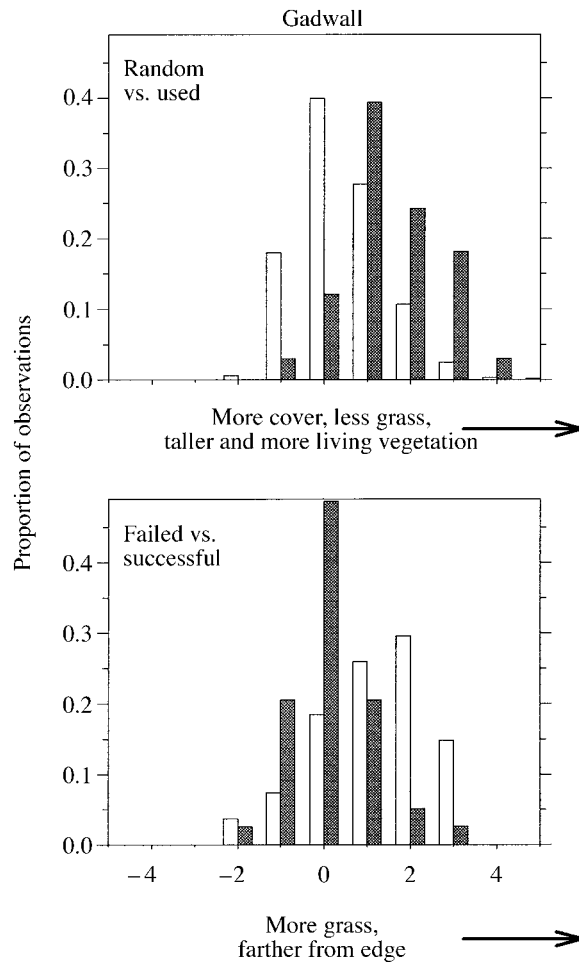 Gadwall
Random
vs. used
0.4
0.3
0.2
0.1
0.0
More cover, less grass,
taller and more living vegetation
Proportion of observations
Failed vs.
successful
0.4
0.3
0.2
0.1
0.0
−4 −2 0 2 4
More grass,
farther from edge